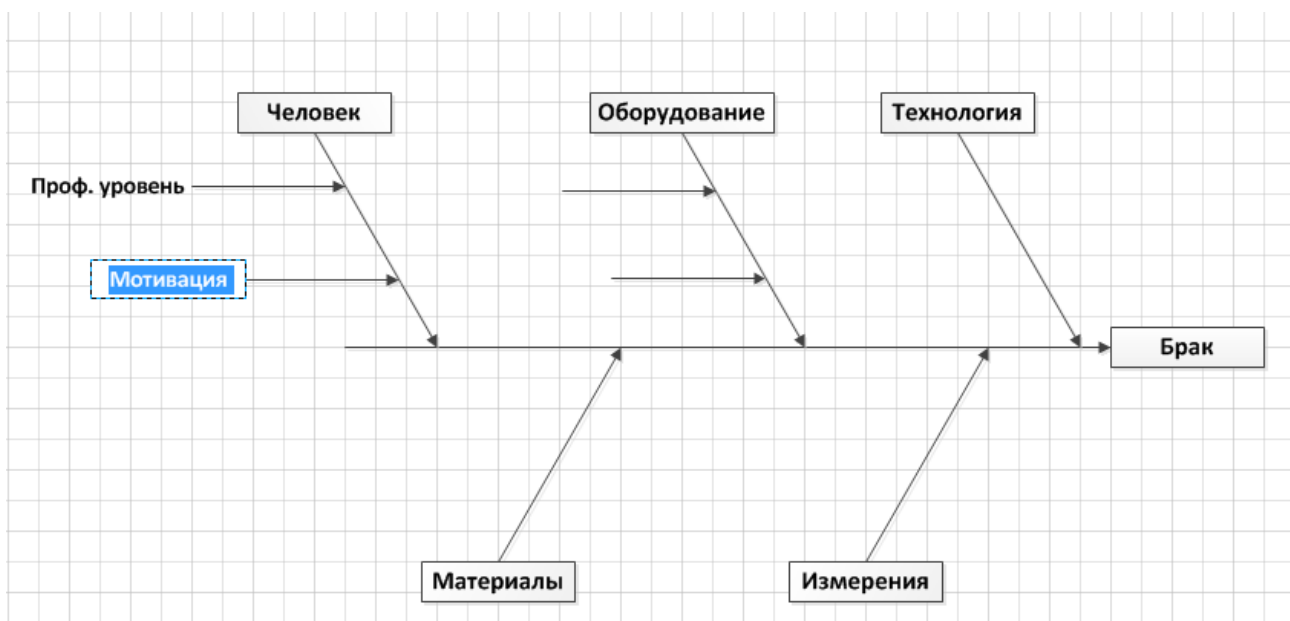 Человек
Оборудование
Технология
Проф. уровень
Мотивация
Брак
Материалы
Измерения